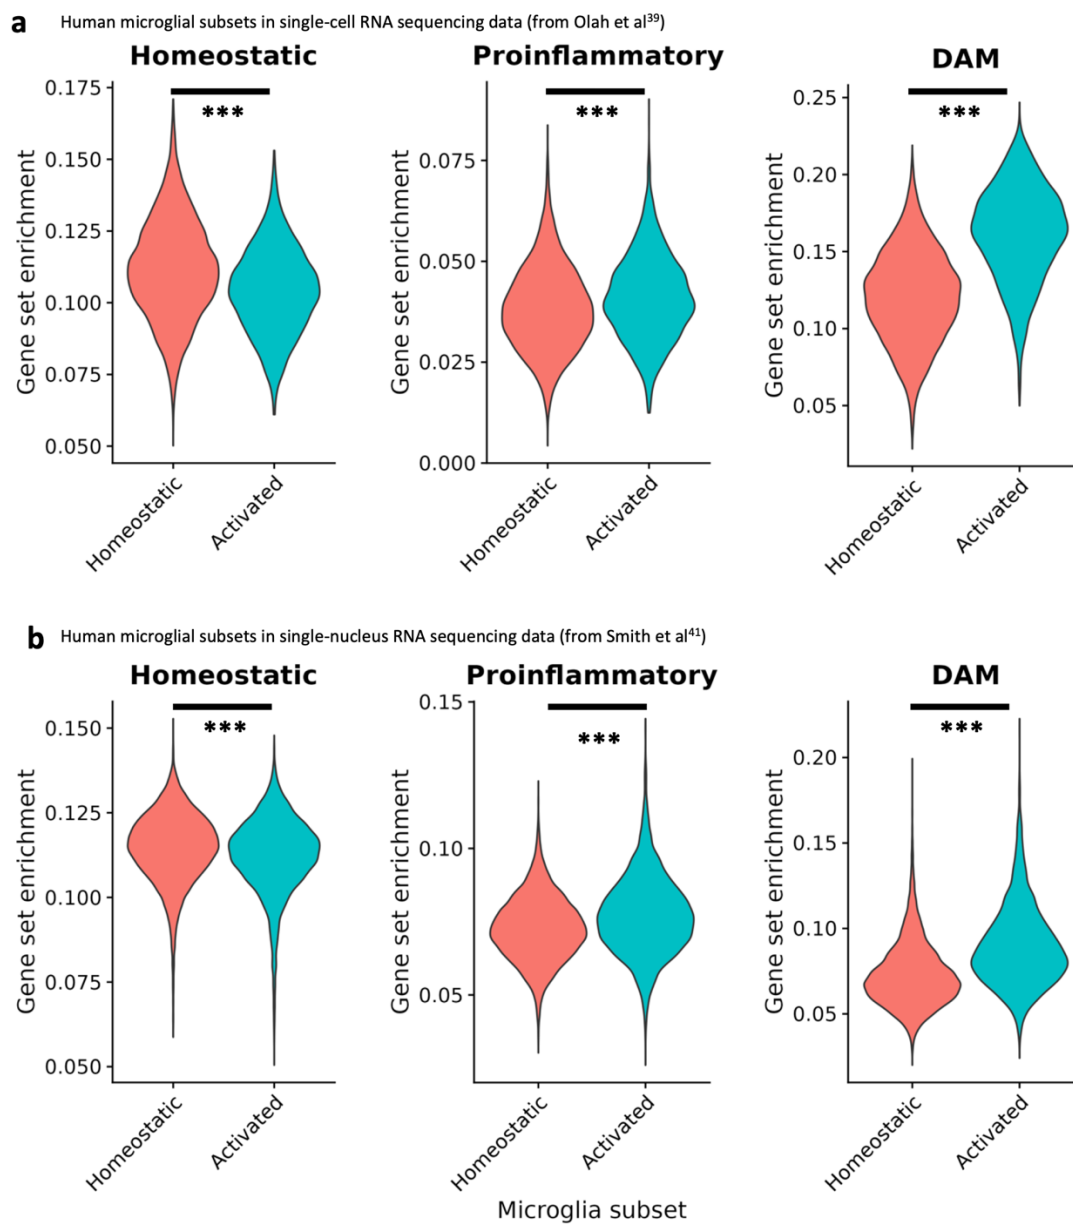 a Human microglial subsets in single-cell RNA sequencing data (from Olah et al39)
Homeostatic
Proinflammatory
DAM
***
***
***
Gene set enrichment
0.175
0.150
0.125
0.100
0.075
0.050
Gene set enrichment
0.075
0.050
0.025
0.000
Gene set enrichment
0.25
0.20
0.15
0.10
0.05
Homeostatic
Activated
Homeostatic
Activated
Homeostatic
Activated
b Human microglial subsets in single-nucleus RNA sequencing data (from Smith et al41)
Homeostatic
Proinflammatory
DAM
***
***
***
Gene set enrichment
0.150
0.125
0.100
0.075
0.050
Gene set enrichment
0.15
0.10
0.05
Gene set enrichment
0.20
0.15
0.10
0.05
Homeostatic
Activated
Homeostatic
Activated
Homeostatic
Activated
Microglia subset